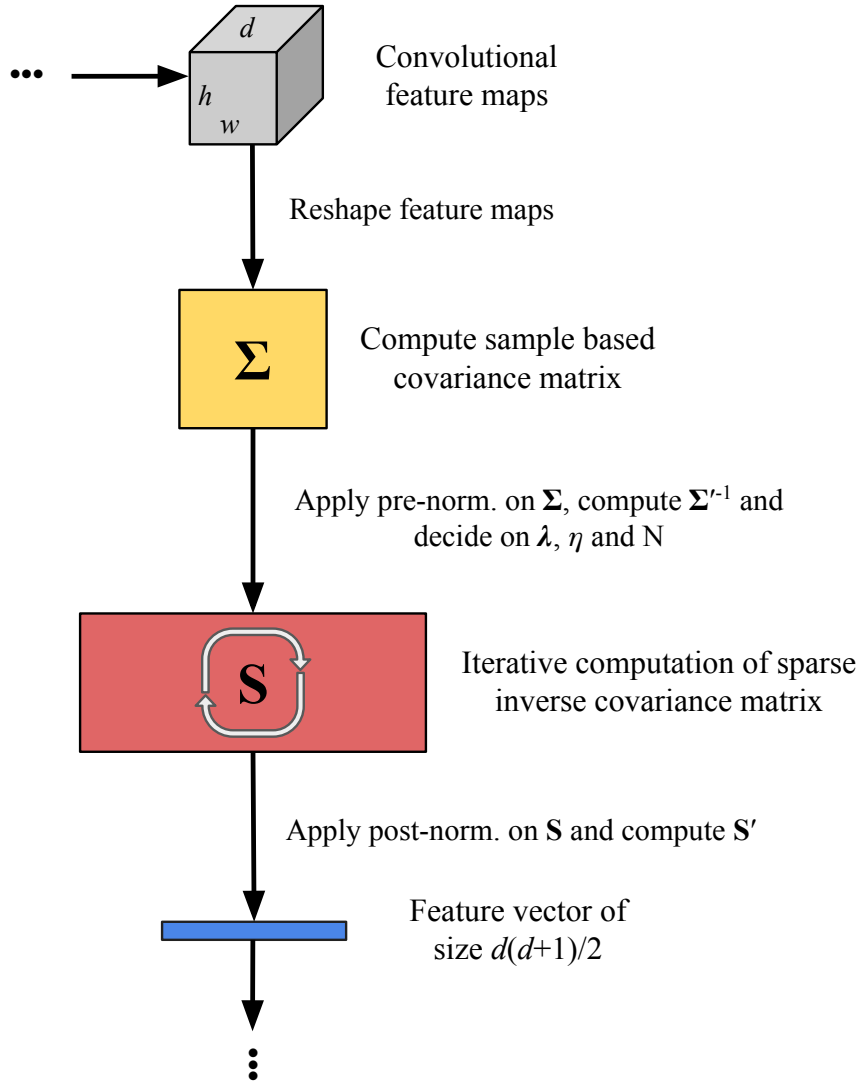 •••
d
h
w
Convolutional
feature maps
Reshape feature maps
Σ
Compute sample based
covariance matrix
Apply pre-norm. on Σ, compute Σ′⁻¹ and
decide on λ, η and N
S
Iterative computation of sparse
inverse covariance matrix
Apply post-norm. on S and compute S′
Feature vector of
size d(d+1)/2